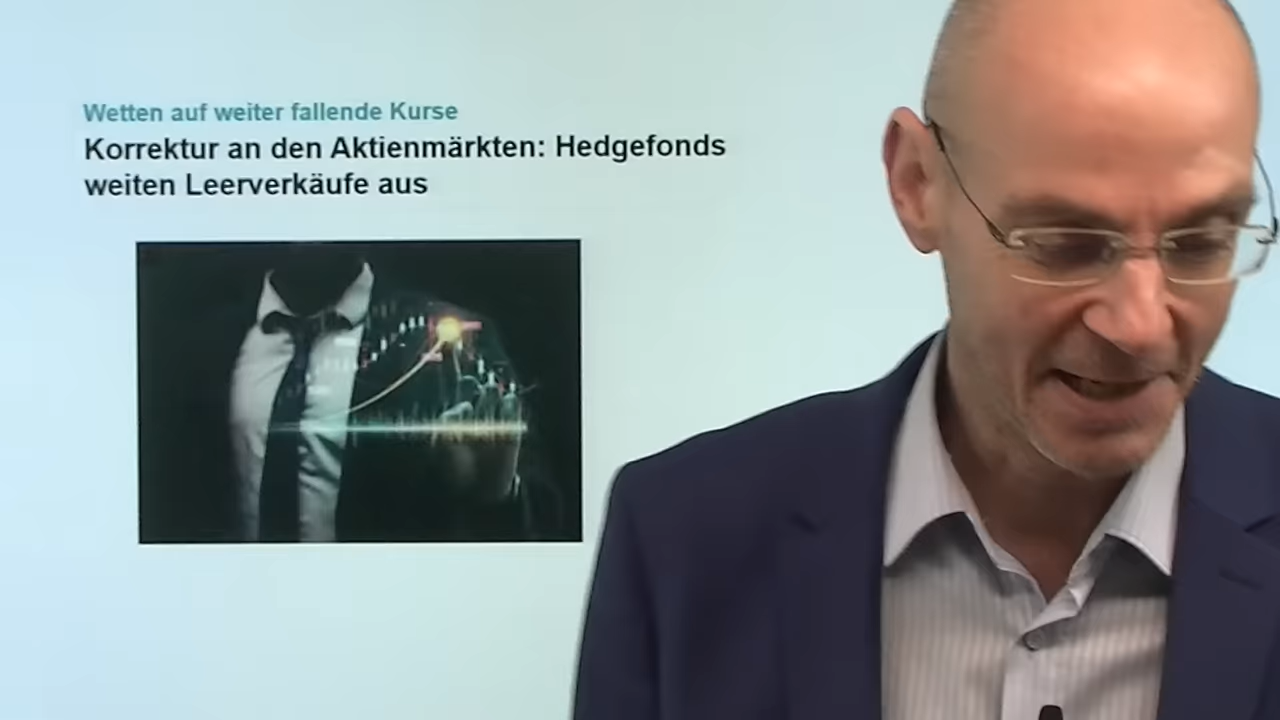 Wetten auf weiter fallende Kurse
Korrektur an den Aktienmärkten: Hedgefonds
weiten Leerverkäufe aus